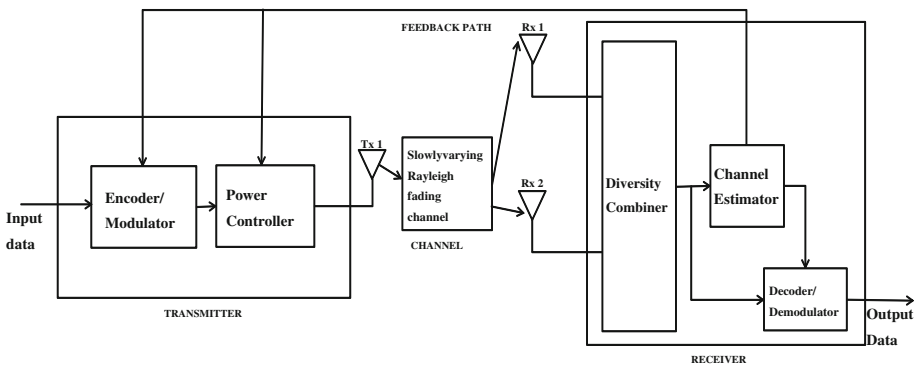 FEEDBACK PATH
Rx 1
Tx 1
Slowlyvarying
Rayleigh
fading
channel
CHANNEL
Rx 2
Input
data
Encoder/
Modulator
Power
Controller
TRANSMITTER
Diversity
Combiner
Channel
Estimator
Decoder/
Demodulator
Output
Data
RECEIVER